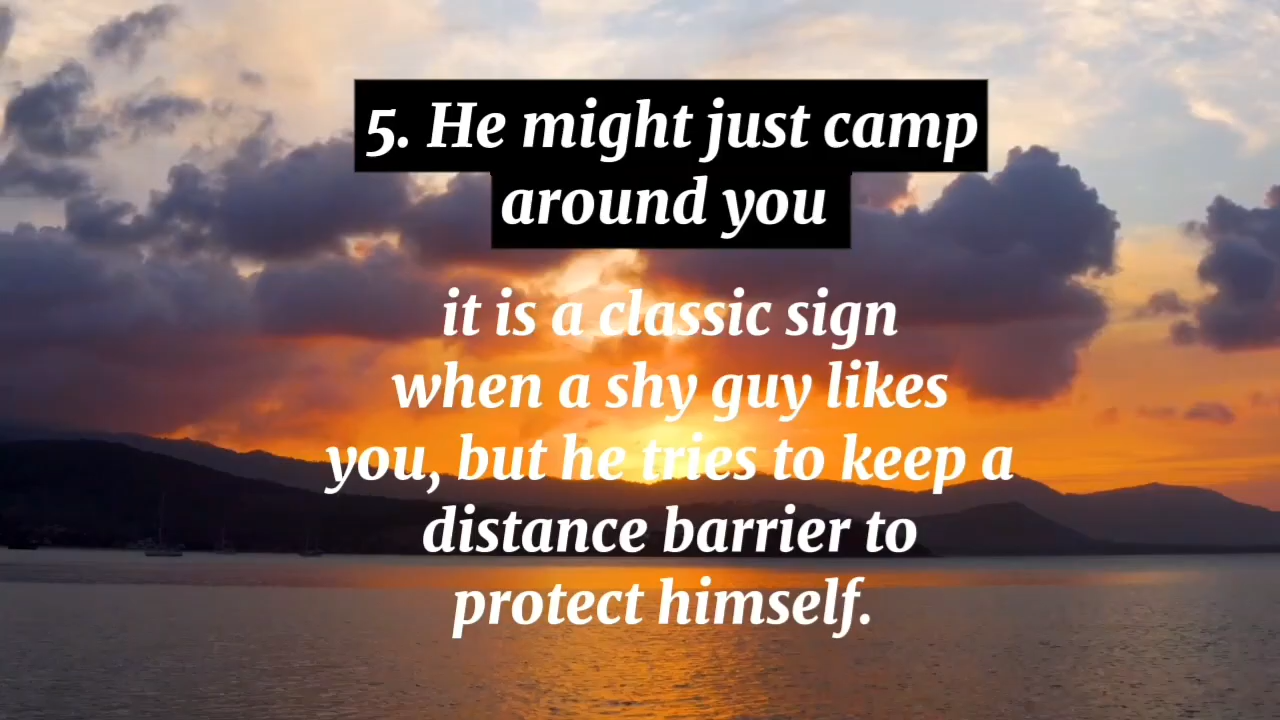 5. He might just camp
around you
it is a classic sign
when a shy guy likes
you, but he tries to keep a
distance barrier to
protect himself.